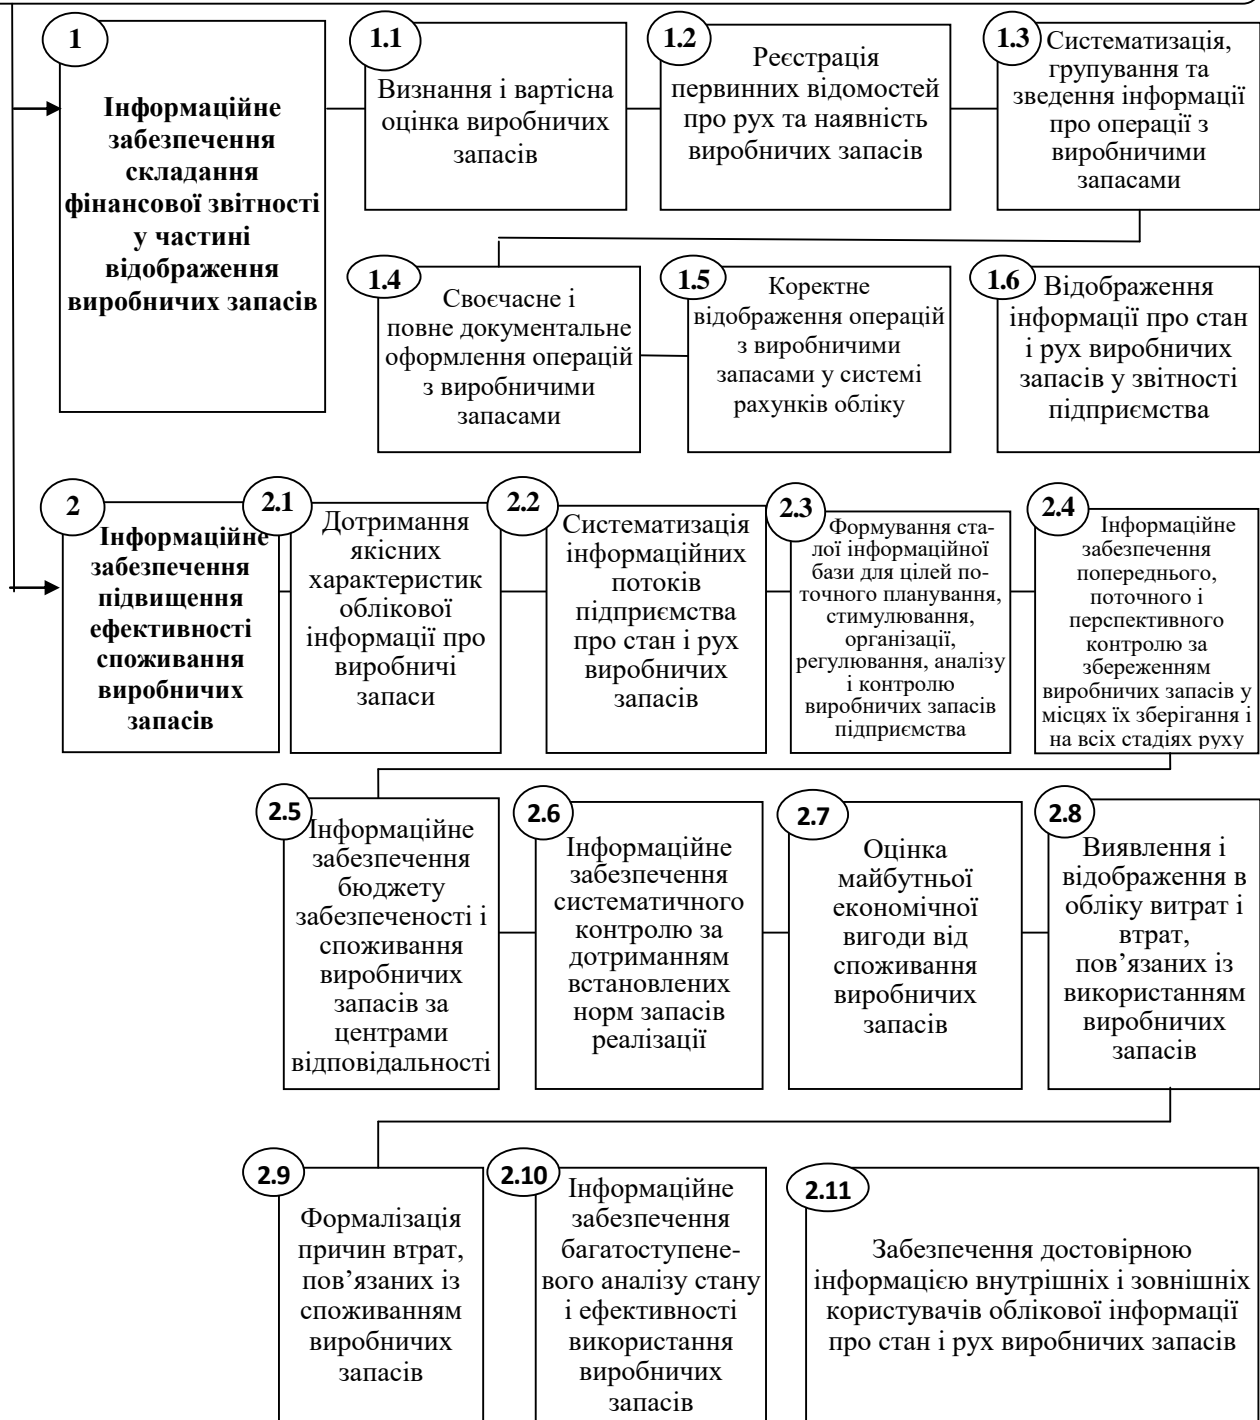 1
Інформаційне
забезпечення
складання
фінансової звітності
у частині
відображення
виробничих запасів
1.1
Визнання і вартісна
оцінка виробничих
запасів
1.2
Реєстрація
первинних відомостей
про рух та наявність
виробничих запасів
1.3
Систематизація,
групування та
зведення інформації
про операції з
виробничими
запасами
1.4
Своєчасне і
повне документальне
оформлення операцій
з виробничими
запасами
1.5
Коректне
відображення операцій
з виробничими
запасами у системі
рахунків обліку
1.6
Відображення
інформації про стан
і рух виробничих
запасів у звітності
підприємства
2
Інформаційне
забезпечення
підвищення
ефективності
споживання
виробничих
запасів
2.1
Дотримання
якісних
характеристик
облікової
інформації про
виробничі
запаси
2.2
Систематизація
інформаційних
потоків
підприємства
про стан і рух
виробничих
запасів
2.3
Формування ста-
лої інформаційної
бази для цілей по-
точного планування,
стимулювання,
організації,
регулювання, аналізу
і контролю
виробничих запасів
підприємства
2.4
Інформаційне
забезпечення
попереднього,
поточного і
перспективного
контролю за
збереженням
виробничих запасів у
місцях їх зберігання і
на всіх стадіях руху
2.5
Інформаційне
забезпечення
бюджету
забезпеченості і
споживання
виробничих
запасів за
центрами
відповідальності
2.6
Інформаційне
забезпечення
систематичного
контролю за
дотриманням
встановлених
норм запасів
реалізації
2.7
Оцінка
майбутньої
економічної
вигоди від
споживання
виробничих
запасів
2.8
Виявлення і
відображення в
обліку витрат і
втрат,
пов’язаних із
використанням
виробничих
запасів
2.9
Формалізація
причин втрат,
пов’язаних із
споживанням
виробничих
запасів
2.10
Інформаційне
забезпечення
багатоступене-
вого аналізу стану
і ефективності
використання
виробничих
запасів
2.11
Забезпечення достовірною
інформацією внутрішніх і зовнішніх
користувачів облікової інформації
про стан і рух виробничих запасів